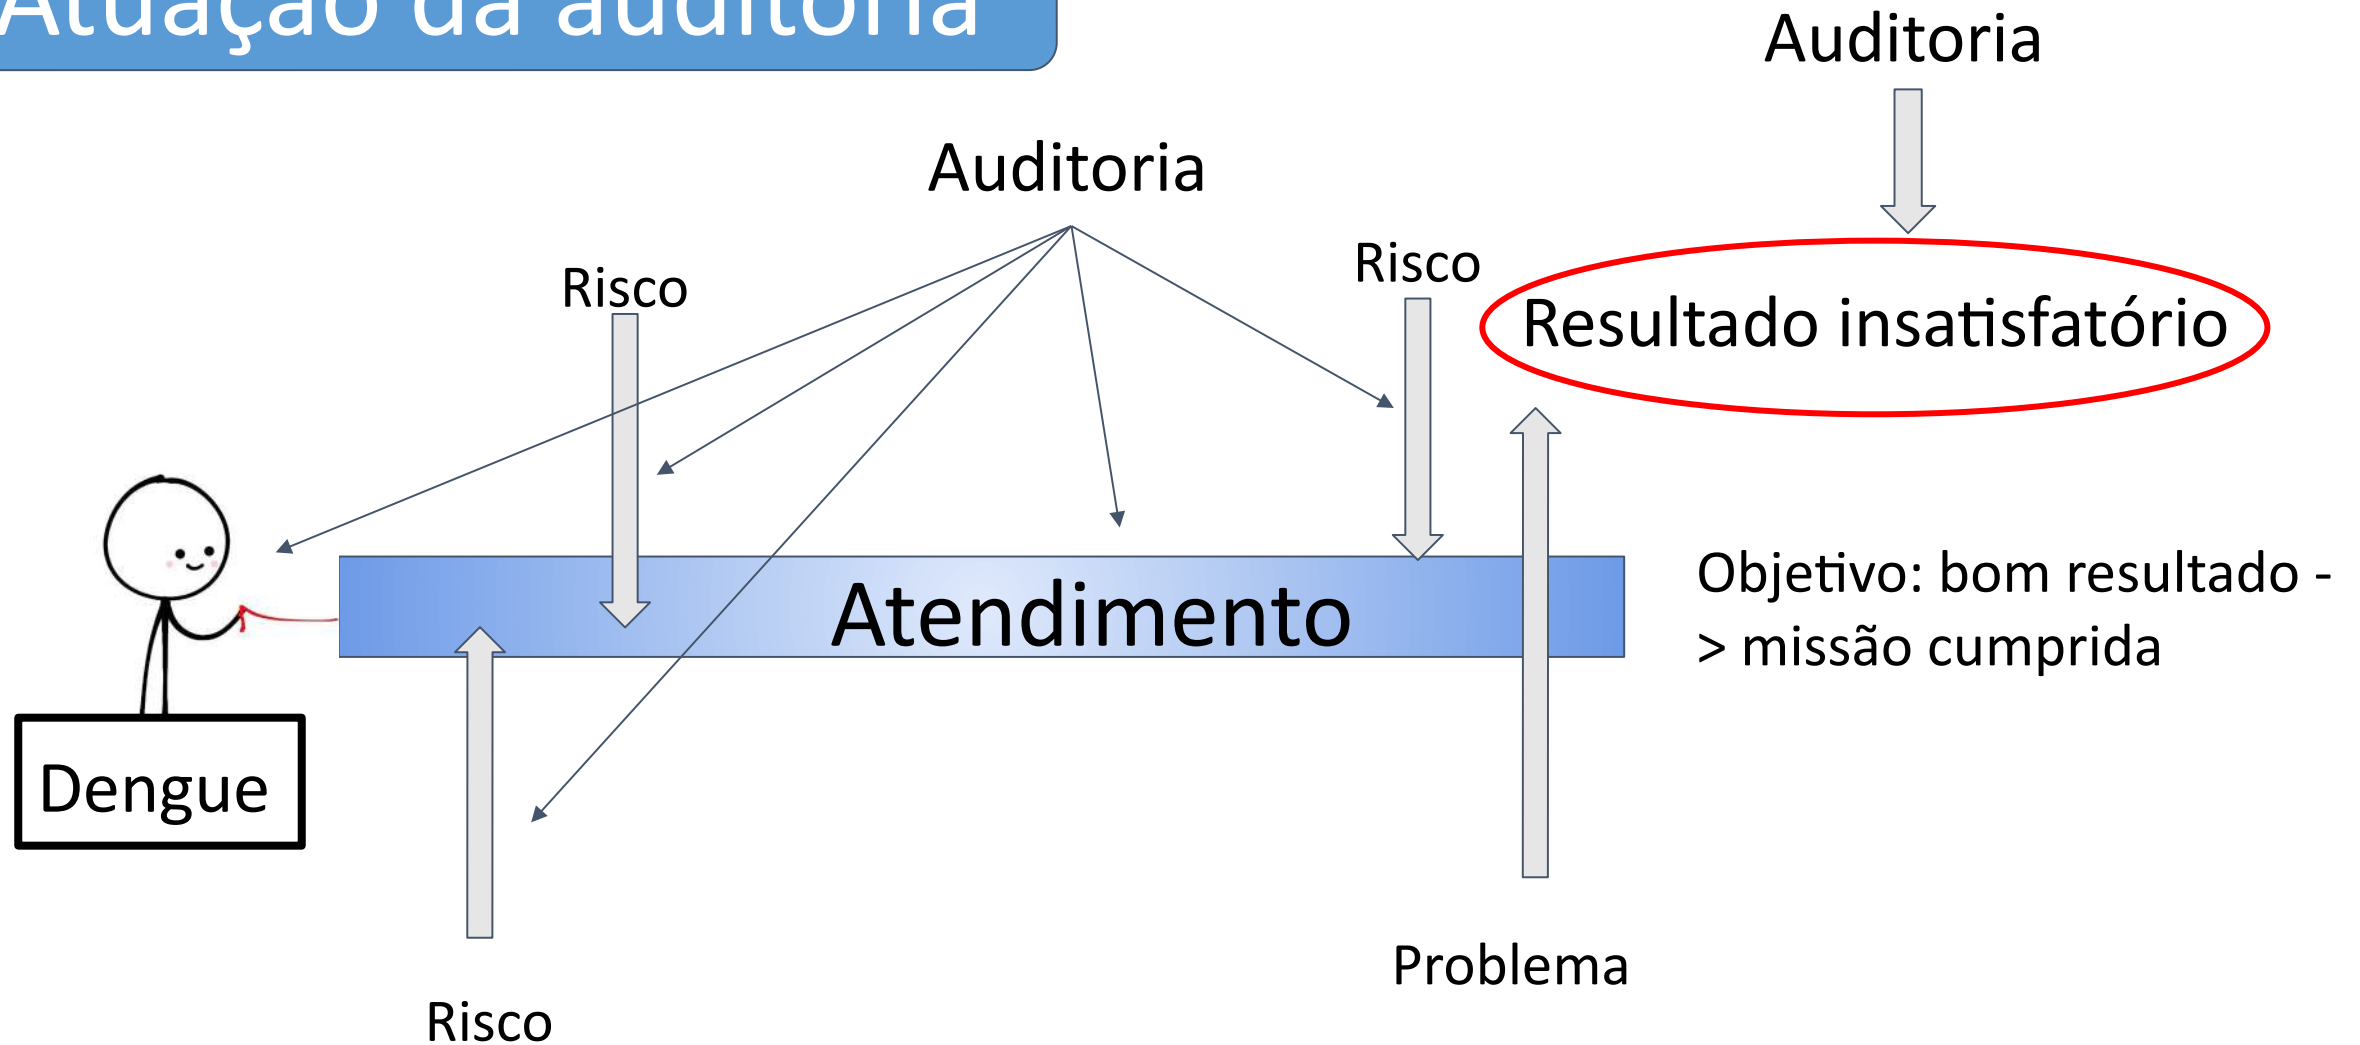 Atuação da auditoria
Auditoria
Auditoria
Risco
Risco
Resultado insatisfatório
Objetivo: bom resultado -
> missão cumprida
Atendimento
Dengue
Problema
Risco